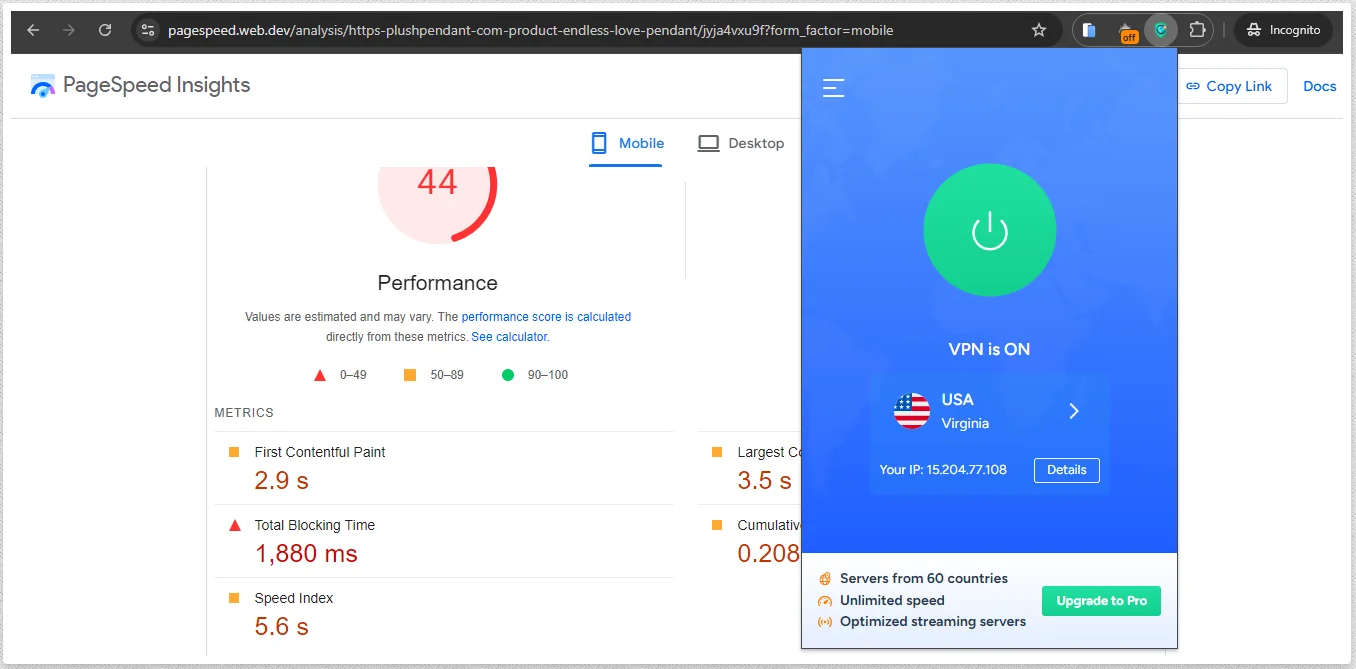 pagespeed.web.dev/analysis/https-plushpendant-com-product-endless-love-pendant/jyja4vxu9f?form_factor=mobile
off
Incognito
PageSpeed Insights
Copy Link
Docs
Mobile
Desktop
44
Performance
Values are estimated and may vary. The performance score is calculated
directly from these metrics. See calculator.
0–49
50–89
90–100
METRICS
First Contentful Paint
2.9 s
Largest Co
3.5 s
Total Blocking Time
1,880 ms
Cumulativ
0.208
Speed Index
5.6 s
VPN is ON
USA
Virginia
Your IP: 15.204.77.108
Details
Servers from 60 countries
Unlimited speed
Optimized streaming servers
Upgrade to Pro